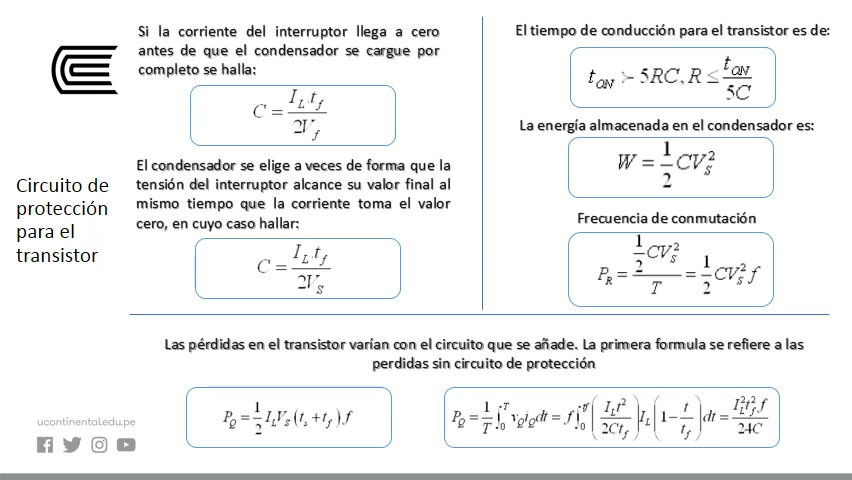 Circuito de
protección
para el
transistor
Si la corriente del interruptor llega a cero
antes de que el condensador se cargue por
completo se halla:
C = I_L.t_f / 2V_f
El condensador se elige a veces de forma que la
tensión del interruptor alcance su valor final al
mismo tiempo que la corriente toma el valor
cero, en cuyo caso hallar:
C = I_L.t_f / 2V_S
El tiempo de conducción para el transistor es de:
t_ON ≻ 5RC, R ≤ t_ON / 5C
La energía almacenada en el condensador es:
W = 1/2 CV_S^2
Frecuencia de conmutación
P_R = (1/2 CV_S^2) / T = 1/2 CV_S^2 f
Las pérdidas en el transistor varían con el circuito que se añade. La primera formula se refiere a las
perdidas sin circuito de protección
P_Q = 1/2 I_L V_S (t_s + t_f) f
P_Q = 1/T ∫_0^T v_Q i_Q dt = f ∫_0^tf (I_L t^2 / 2Ct_f) I_L (1 − t/t_f) dt = I_L^2 t_f^2 f / 24C
ucontinental.edu.pe